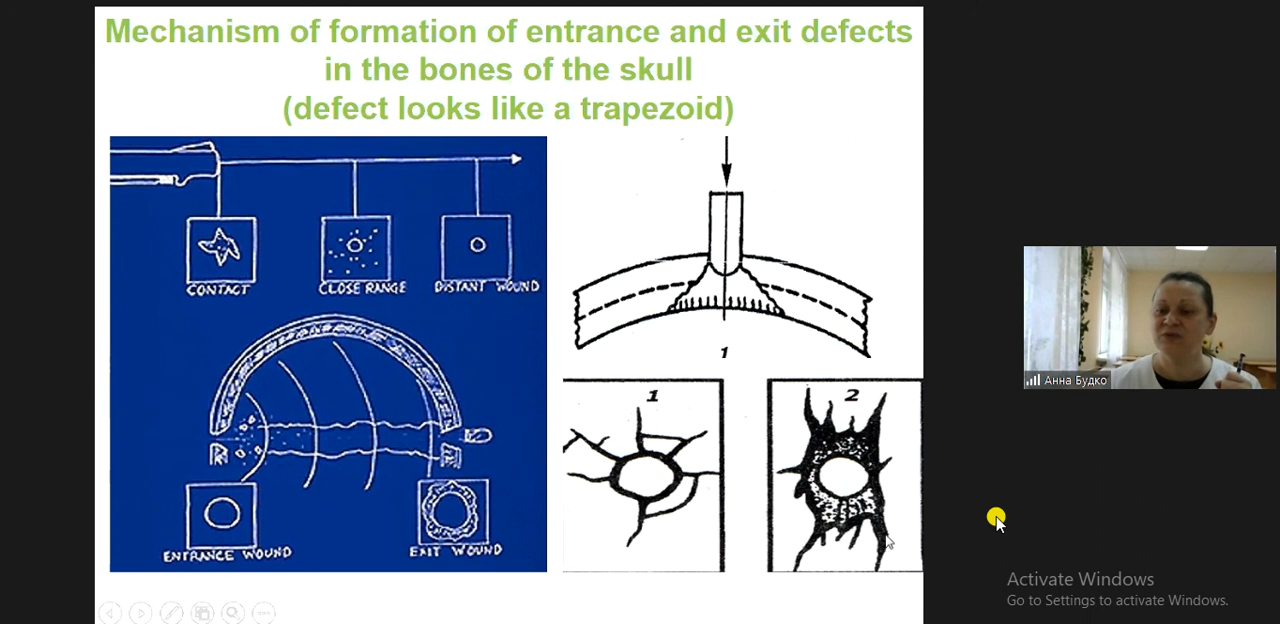 Mechanism of formation of entrance and exit defects
in the bones of the skull
(defect looks like a trapezoid)
CONTACT
CLOSE RANGE
DISTANT WOUND
ENTRANCE WOUND
EXIT WOUND
1
1
2
Анна Будко
Activate Windows
Go to Settings to activate Windows.